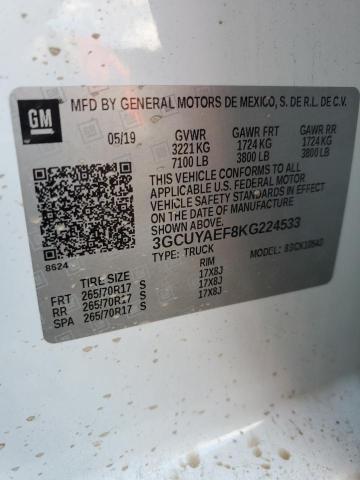 GM
MFD BY GENERAL MOTORS DE MEXICO, S. DE R.L. DE C.V.
05/19 GVWR GAWR FRT GAWR RR
3221 KG 1724 KG 1724 KG
7100 LB 3800 LB 3800 LB
THIS VEHICLE CONFORMS TO ALL
APPLICABLE U.S. FEDERAL MOTOR
VEHICLE SAFETY STANDARDS IN EFFECT
ON THE DATE OF MANUFACTURE SHOWN ABOVE.
3GCUYAEF8KG224533
8624 TYPE: TRUCK MODEL:
TIRE SIZE RIM
FRT 265/70R17 S 17X8J
RR 265/70R17 S 17X8J
SPA 265/70R17 S 17X8J